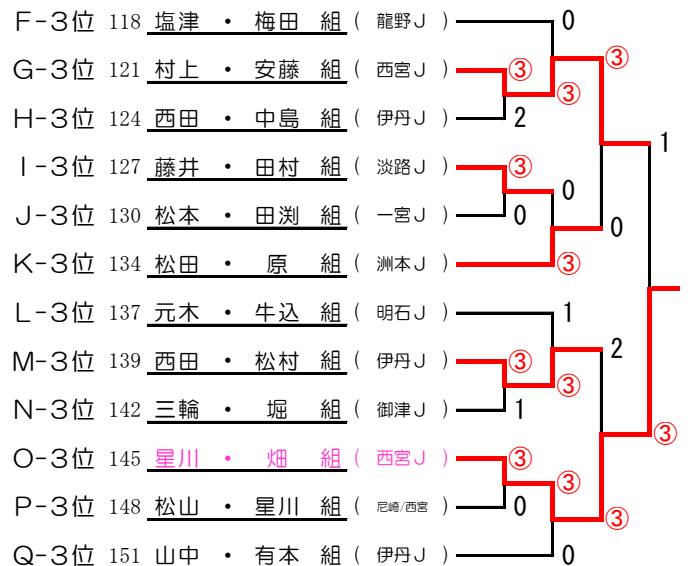 F-3位 118 塩津 ・ 梅田 組 ( 龍野J ) 0
③
G-3位 121 村上 ・ 安藤 組 ( 西宮J ) ③
③
H-3位 124 西田 ・ 中島 組 ( 伊丹J ) 2
1
I-3位 127 藤井 ・ 田村 組 ( 淡路J ) ③
0
J-3位 130 松本 ・ 田渕 組 ( 一宮J ) 0
0
K-3位 134 松田 ・ 原 組 ( 洲本J ) ③
L-3位 137 元木 ・ 牛込 組 ( 明石J ) 1
2
M-3位 139 西田 ・ 松村 組 ( 伊丹J ) ③
③
N-3位 142 三輪 ・ 堀 組 ( 御津J ) 1
③
O-3位 145 星川 ・ 畑 組 ( 西宮J ) ③
③
P-3位 148 松山 ・ 星川 組 ( 尼崎/西宮 ) 0
③
Q-3位 151 山中 ・ 有本 組 ( 伊丹J ) 0